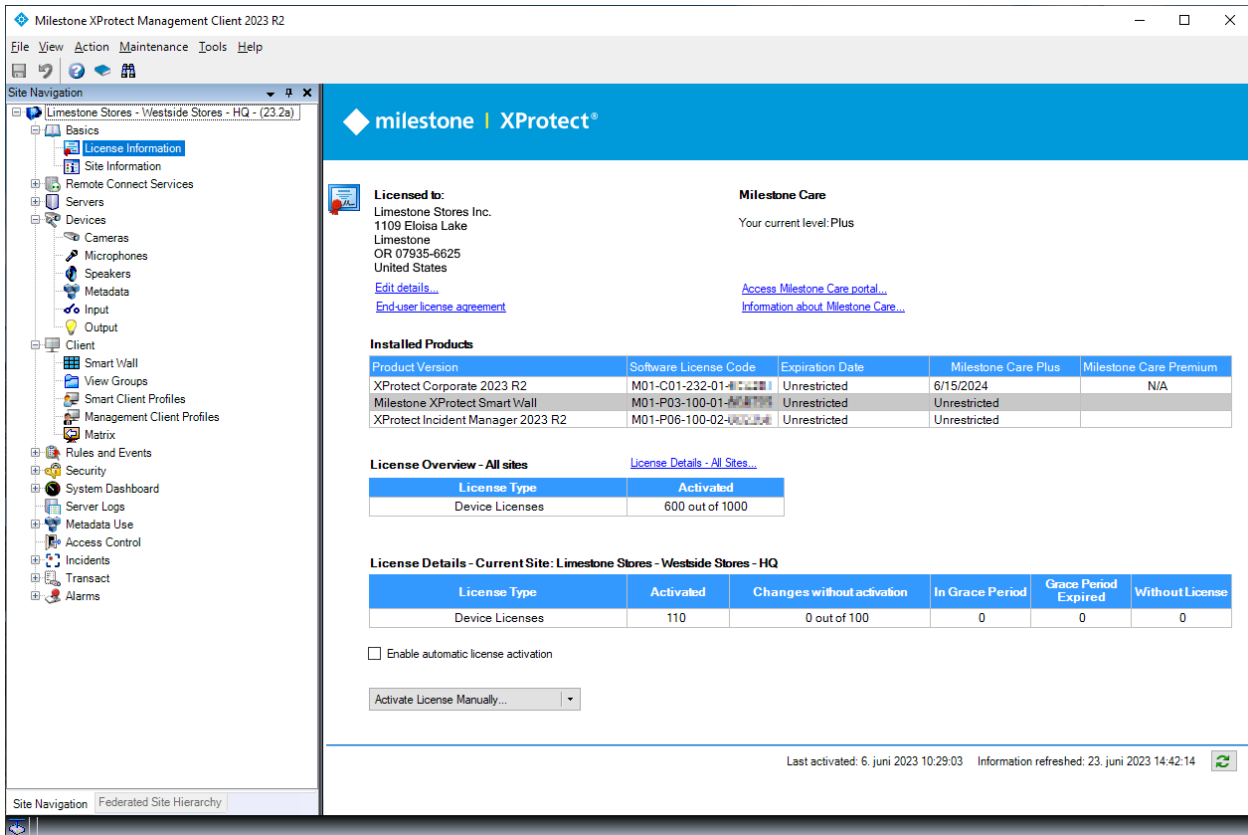 Milestone XProtect Management Client 2023 R2
File View Action Maintenance Tools Help
Site Navigation
Limestone Stores - Westside Stores - HQ - (23.2a)
Basics
License Information
Site Information
Remote Connect Services
Servers
Devices
Cameras
Microphones
Speakers
Metadata
Input
Output
Client
Smart Wall
View Groups
Smart Client Profiles
Management Client Profiles
Matrix
Rules and Events
Security
System Dashboard
Server Logs
Metadata Use
Access Control
Incidents
Transact
Alarms
Site Navigation Federated Site Hierarchy
milestone | XProtect®
Licensed to:
Limestone Stores Inc.
1109 Eloisa Lake
Limestone
OR 07935-6625
United States
Edit details...
End-user license agreement
Milestone Care
Your current level: Plus
Access Milestone Care portal...
Information about Milestone Care...
Installed Products
Product Version Software License Code Expiration Date Milestone Care Plus Milestone Care Premium
XProtect Corporate 2023 R2 M01-C01-232-01- Unrestricted 6/15/2024 N/A
Milestone XProtect Smart Wall M01-P03-100-01- Unrestricted Unrestricted
XProtect Incident Manager 2023 R2 M01-P06-100-02- Unrestricted Unrestricted
License Overview - All sites License Details - All Sites...
License Type Activated
Device Licenses 600 out of 1000
License Details - Current Site: Limestone Stores - Westside Stores - HQ
License Type Activated Changes without activation In Grace Period Grace Period Expired Without License
Device Licenses 110 0 out of 100 0 0 0
Enable automatic license activation
Activate License Manually...
Last activated: 6. juni 2023 10:29:03 Information refreshed: 23. juni 2023 14:42:14